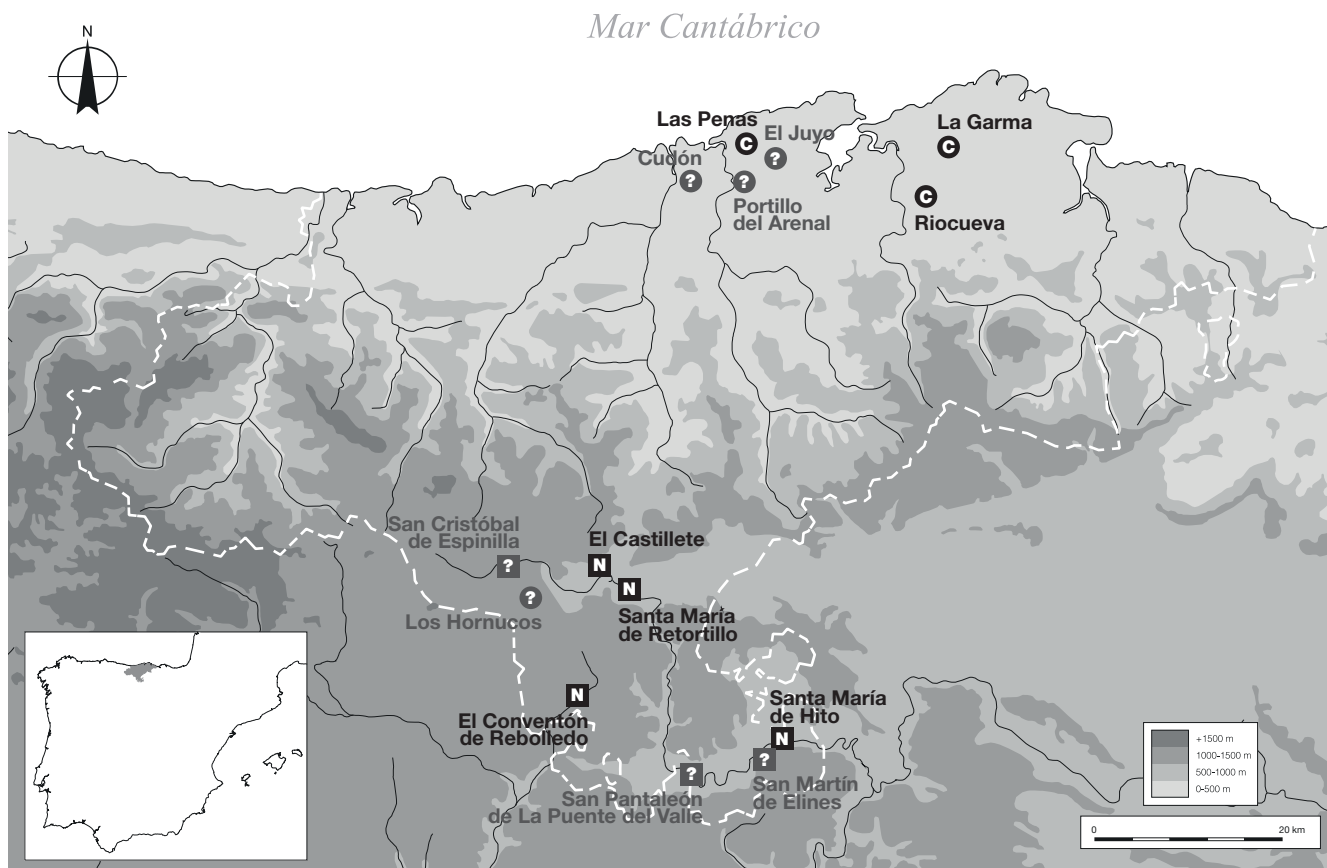 Mar Cantábrico
N
Las Penas
C
El Juyo
?
Cudón
?
?
Portillo
del Arenal
La Garma
C
C
Riocueva
San Cristóbal
de Espinilla
?
El Castillete
N
N
Santa María
de Retortillo
?
Los Hornucos
N
El Conventón
de Rebolledo
Santa María
de Hito
N
?
San Martín
de Elines
?
San Pantaleón
de La Puente del Valle
+1500 m
1000-1500 m
500-1000 m
0-500 m
0 20 km